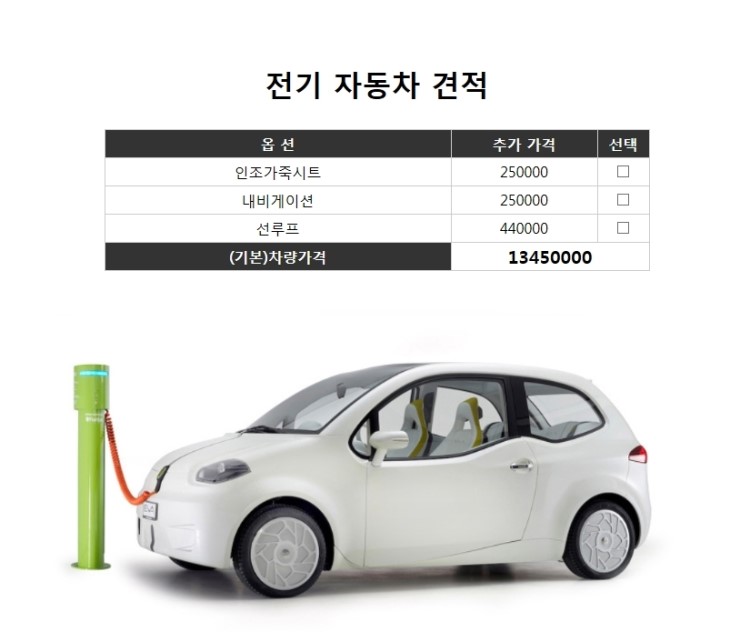 전기 자동차 견적
옵 션 추가 가격 선택
인조가죽시트 250000
내비게이션 250000
선루프 440000
(기본)차량가격 13450000